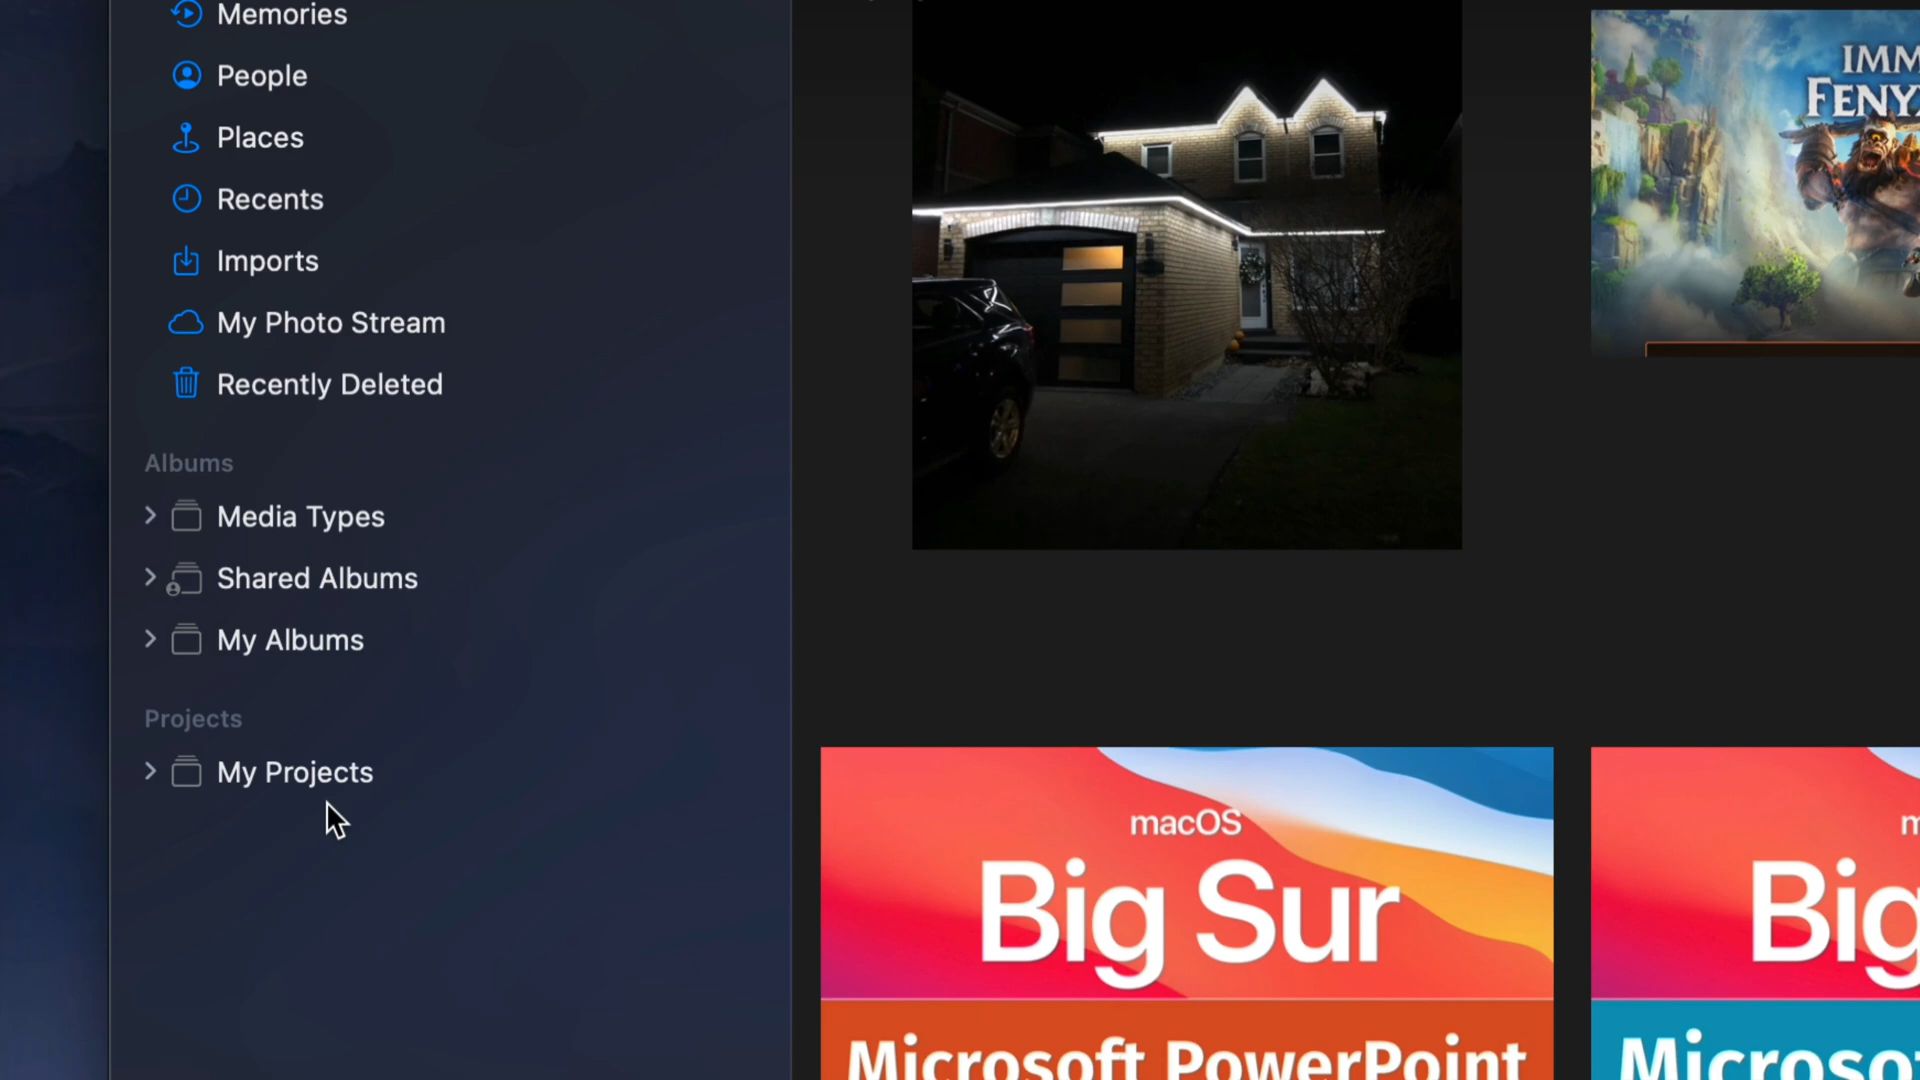 Memories
People
Places
Recents
Imports
My Photo Stream
Recently Deleted
Albums
Media Types
Shared Albums
My Albums
Projects
My Projects
IMM
FENY
macOS
Big Sur
Microsoft PowerPoint
m
Big
Microso